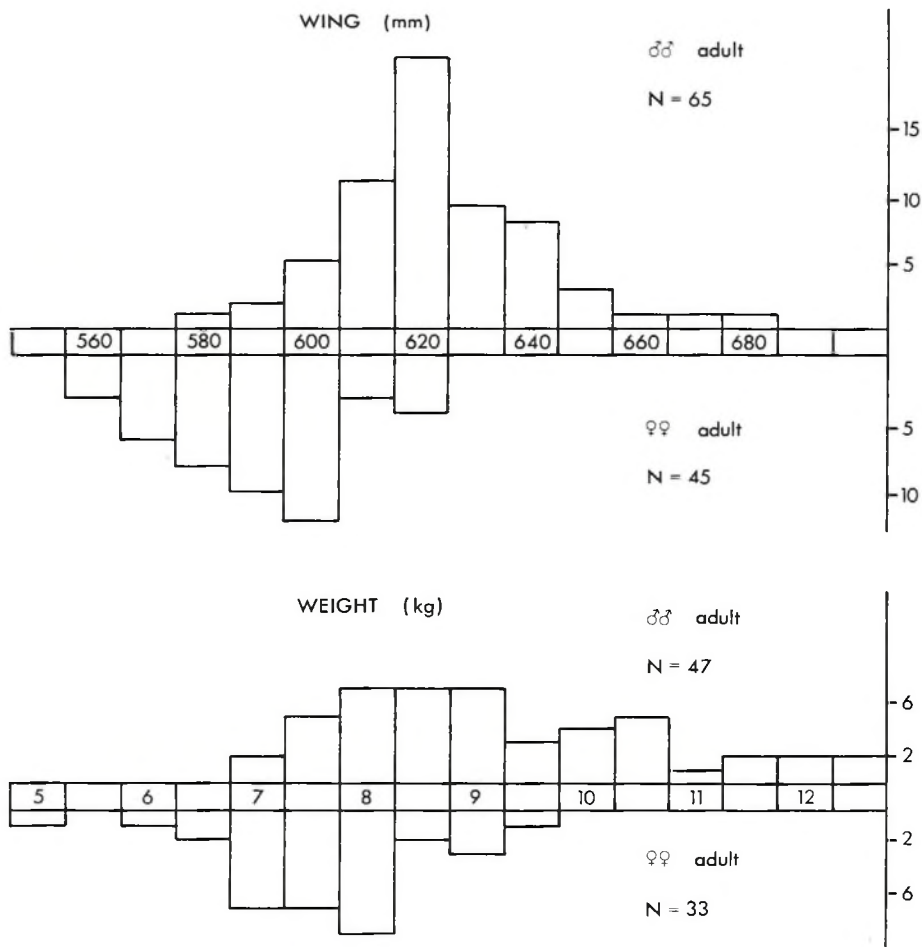 WING (mm)
♂♂ adult
N = 65
15
10
5
560 580 600 620 640 660 680
5
♀♀ adult
N = 45
10
WEIGHT (kg)
♂♂ adult
N = 47
6
2
5 6 7 8 9 10 11 12
2
♀♀ adult
6
N = 33